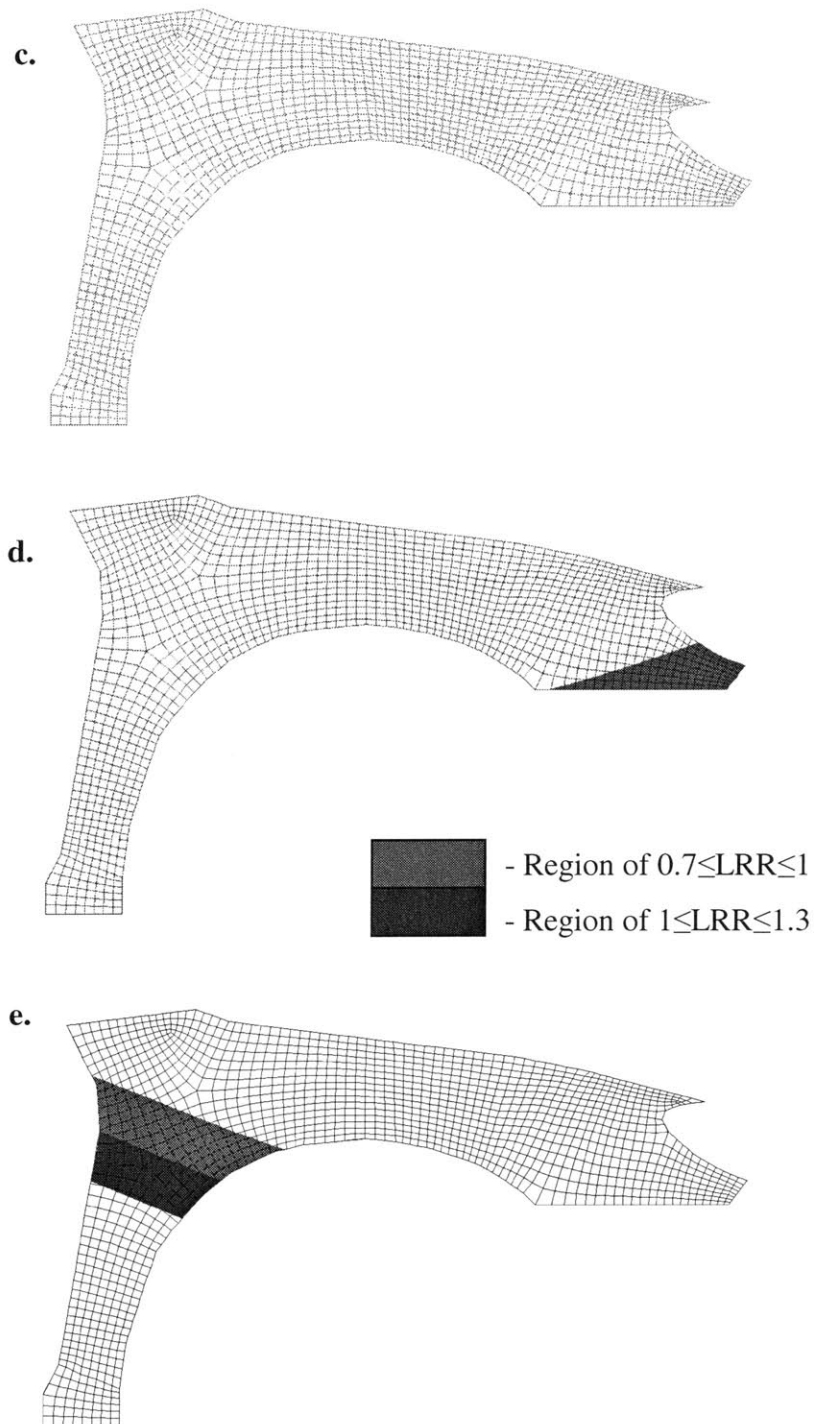 c.
d.
- Region of 0.7≤LRR≤1
- Region of 1≤LRR≤1.3
e.